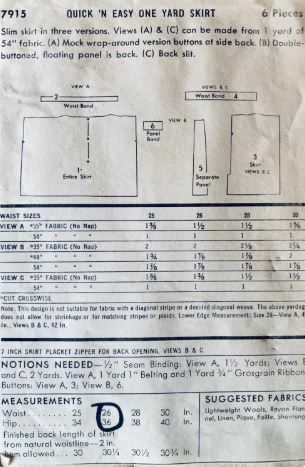 7915 QUICK 'N EASY ONE YARD SKIRT 6 Pieces
Slim skirt in three versions. Views (A) & (C) can be made from 1 yard of
54" fabric. (A) Mock wrap-around version buttons at side back. (B) Double-
buttoned, floating panel is back. (C) Back slit.
VIEW A
2
Waist Band
VIEWS B C
Waist Band 4
VIEW B
6
Panel
Band
1-
Entire Skirt
5
Separate
Panel
3
Skirt
VIEWS B C
WAIST SIZES 25 26 28 30
VIEW A *35" FABRIC (No Nap) 1⅜ 1½ 1½ 1⅝
54" " " " 1 1 1 1
VIEW B *35" FABRIC (No Nap) 2 2 2⅛ 2¼
*44" " " " 1¾ 1⅞
54" " " " 1⅜ 1⅜ 1⅜
VIEW C *35" FABRIC (No Nap) 1⅜ 1⅜ 1½ 1½
54" " " " 1 1 1 1
*CUT CROSSWISE
Note: This design is not suitable for fabric with a diagonal stripe or a decided diagonal weave. The above yardage
does not allow for shrinkage or for matching stripes or plaids. Lower Edge Measurement: Size 26—View A,
In.; Views B & C, 42 In.
7 INCH SKIRT PLACKET ZIPPER FOR BACK OPENING, VIEWS B & C
NOTIONS NEEDED—½" Seam Binding: View A, 1½ Yards; Views B
and C, 2 Yards. View A, 1 Yard 1" Belting and 1 Yard ¾" Grosgrain Ribbon
Buttons: View A, 3; View B, 6.
MEASUREMENTS
Waist 25 26 28 30 In.
Hip 34 36 38 40 In.
Finished back length of skirt
from natural waistline—2 in.
hem allowed 30 30¼ 30½ 30¾ In.
SUGGESTED FABRICS
Lightweight Wools, Rayon Flan
nel, Linen, Pique, Faille, Shantung